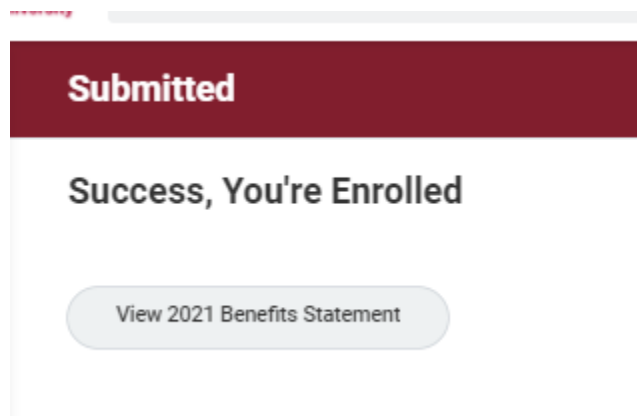 Submitted
Success, You're Enrolled
View 2021 Benefits Statement